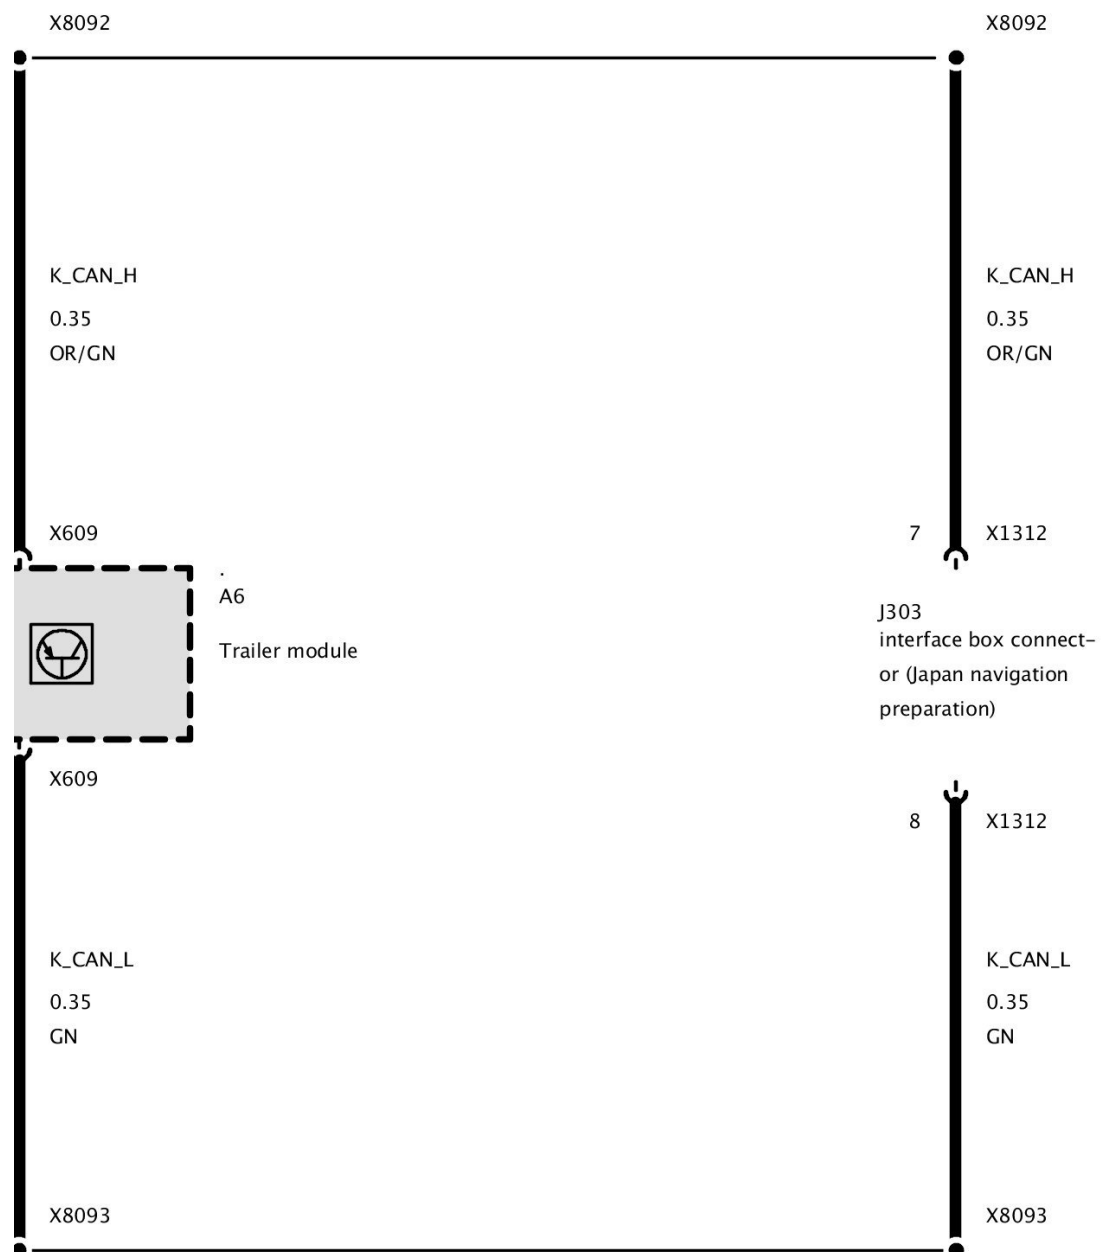 X8092
X8092
K_CAN_H
0.35
OR/GN
K_CAN_H
0.35
OR/GN
X609
7
X1312
.
A6
Trailer module
J303
interface box connect-
or (Japan navigation
preparation)
X609
8
X1312
K_CAN_L
0.35
GN
K_CAN_L
0.35
GN
X8093
X8093